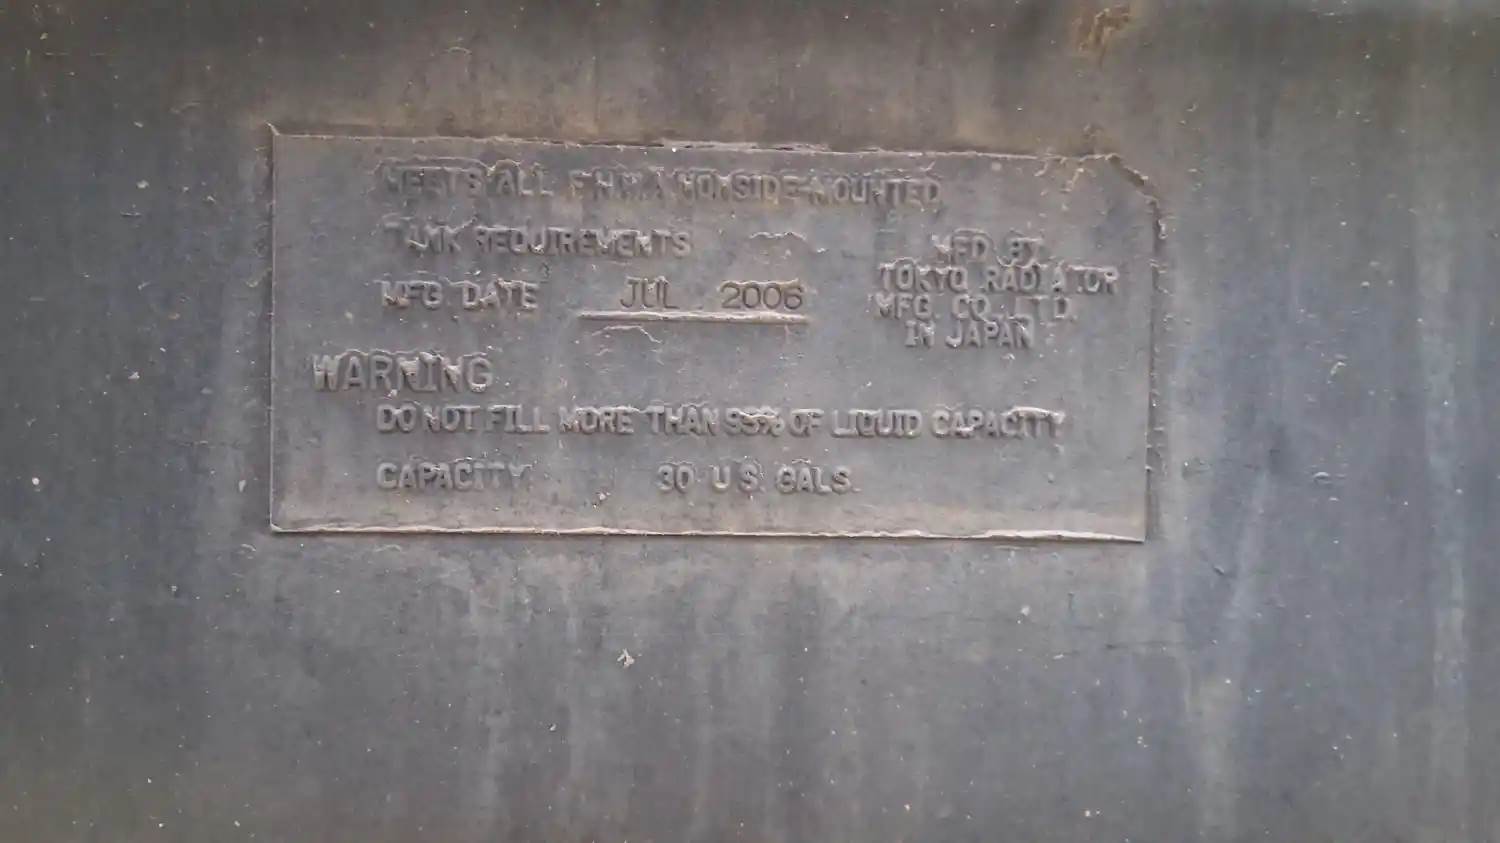 MEETS ALL F.H.W.A NON SIDE-MOUNTED
TANK REQUIREMENTS
MFG DATE JUL 2006
MFD BY
TOKYO RADIATOR
MFG. CO., LTD.
IN JAPAN
WARNING
DO NOT FILL MORE THAN 95% OF LIQUID CAPACITY
CAPACITY 30 U.S. GALS.